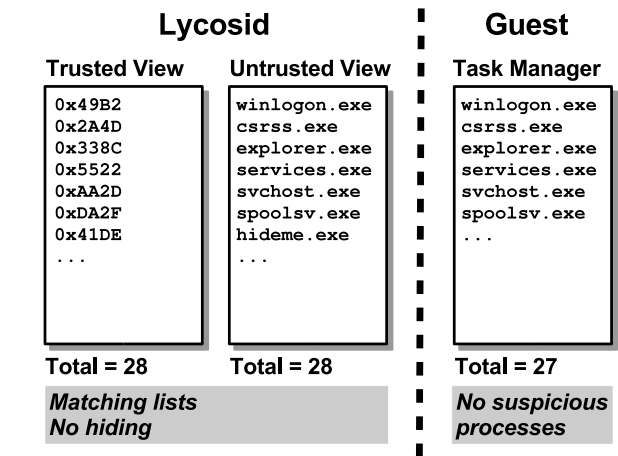 Lycosid
Guest
Trusted View
Untrusted View
Task Manager
0x49B2
0x2A4D
0x338C
0x5522
0xAA2D
0xDA2F
0x41DE
...
winlogon.exe
csrss.exe
explorer.exe
services.exe
svchost.exe
spoolsv.exe
hideme.exe
...
winlogon.exe
csrss.exe
explorer.exe
services.exe
svchost.exe
spoolsv.exe
...
Total = 28
Total = 28
Total = 27
Matching lists
No hiding
No suspicious
processes